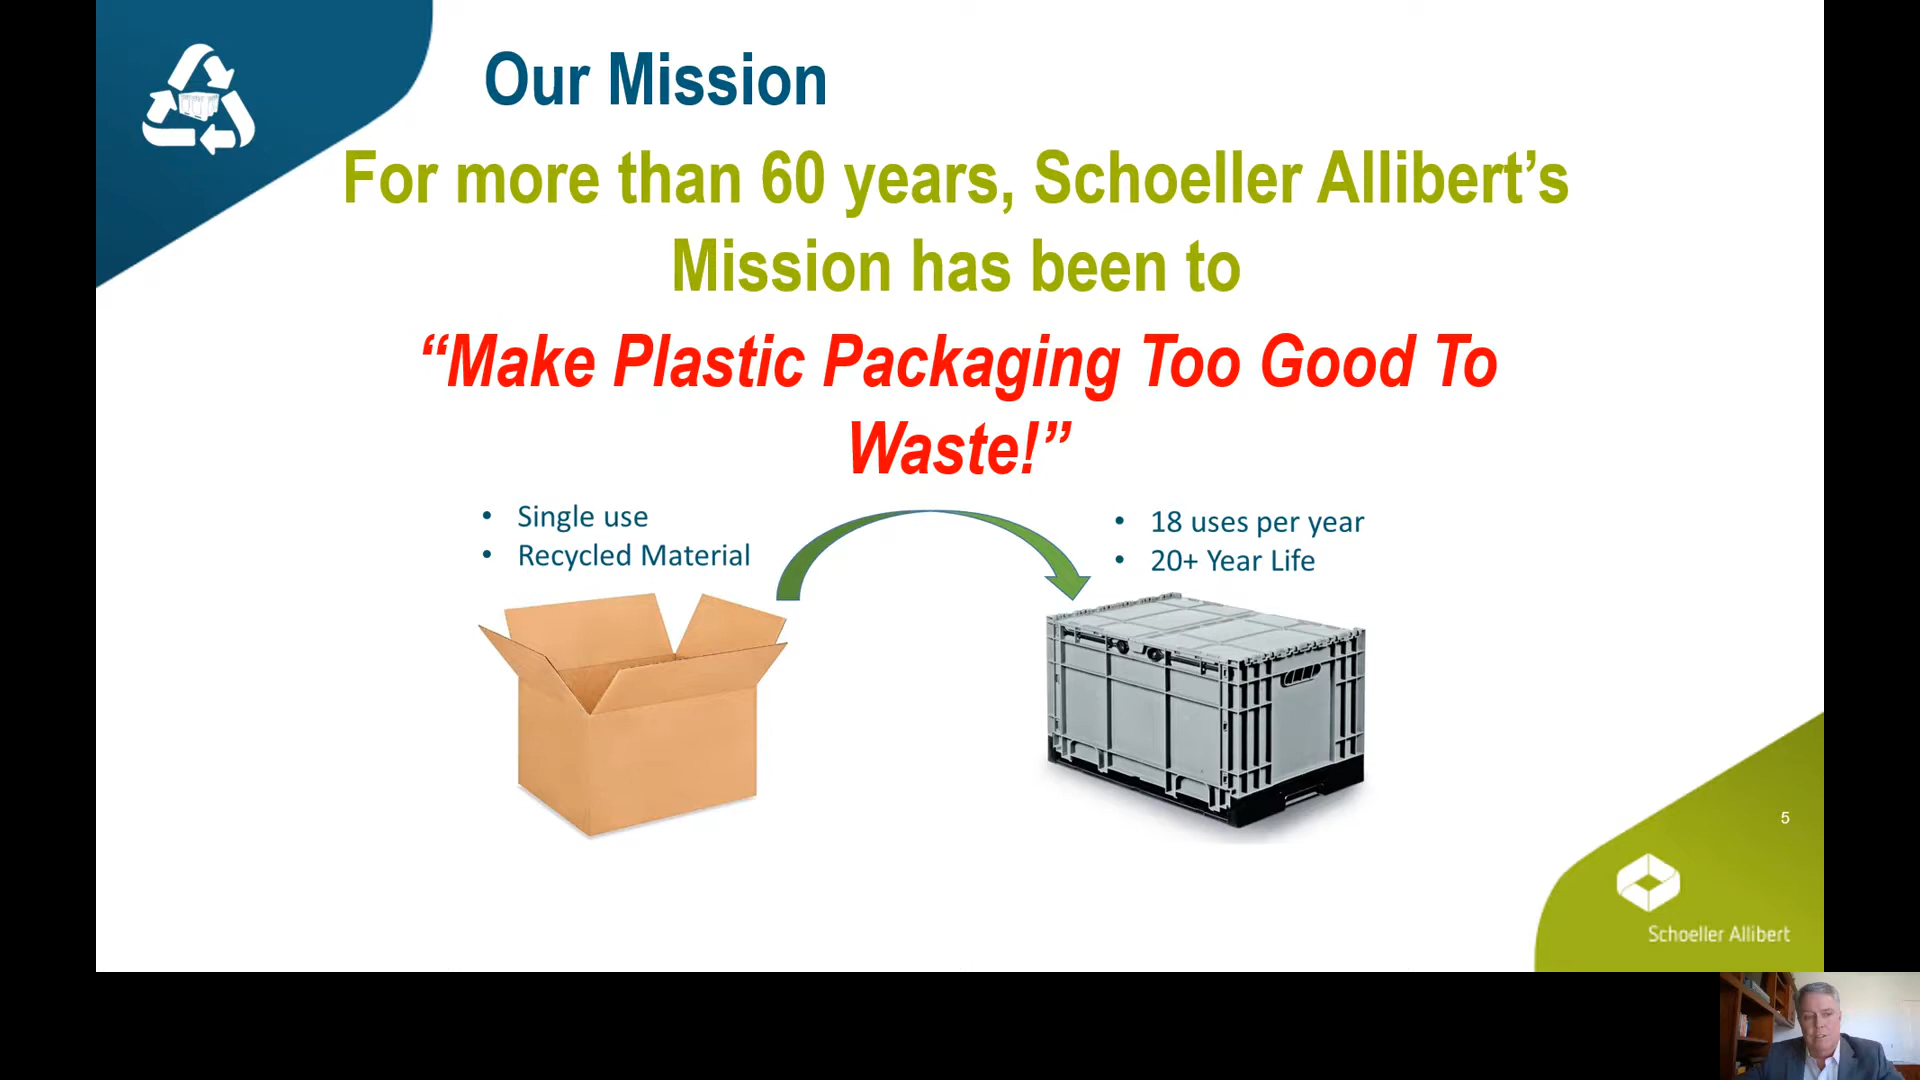 Our Mission
For more than 60 years, Schoeller Allibert’s
Mission has been to
“Make Plastic Packaging Too Good To
Waste!”
• Single use
• Recycled Material
• 18 uses per year
• 20+ Year Life
5
Schoeller Allibert